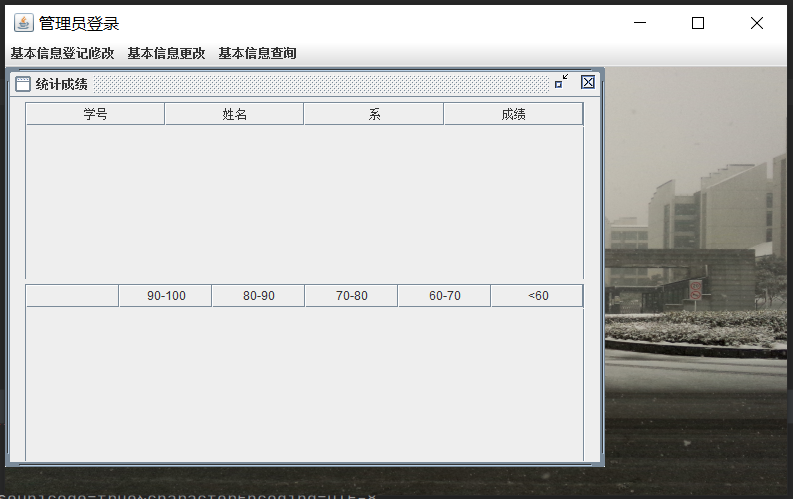 管理员登录
基本信息登记修改 基本信息更改 基本信息查询
统计成绩
学号 姓名 系 成绩
90-100 80-90 70-80 60-70 <60